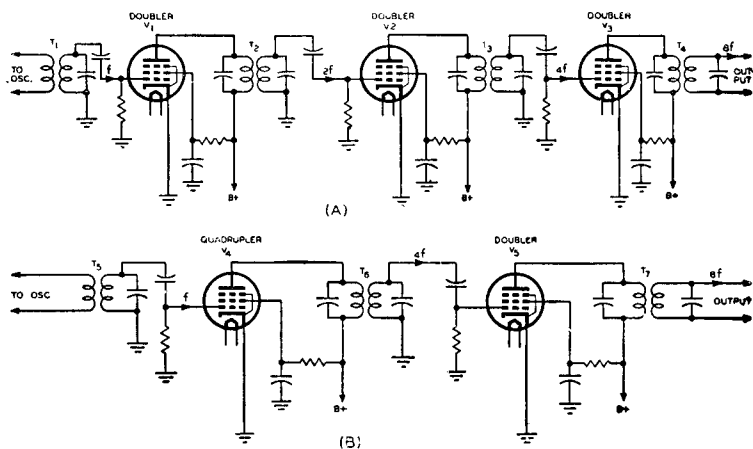 DOUBLER
V1
DOUBLER
V2
DOUBLER
V3
T1
T2
T3
T4
8f
TO
OSC.
f
2f
4f
OUT
PUT
B+
B+
B+
(A)
QUADRUPLER
V4
DOUBLER
V5
T5
T6
4f
T7
8f
TO OSC
f
OUTPUT
B+
B+
(B)